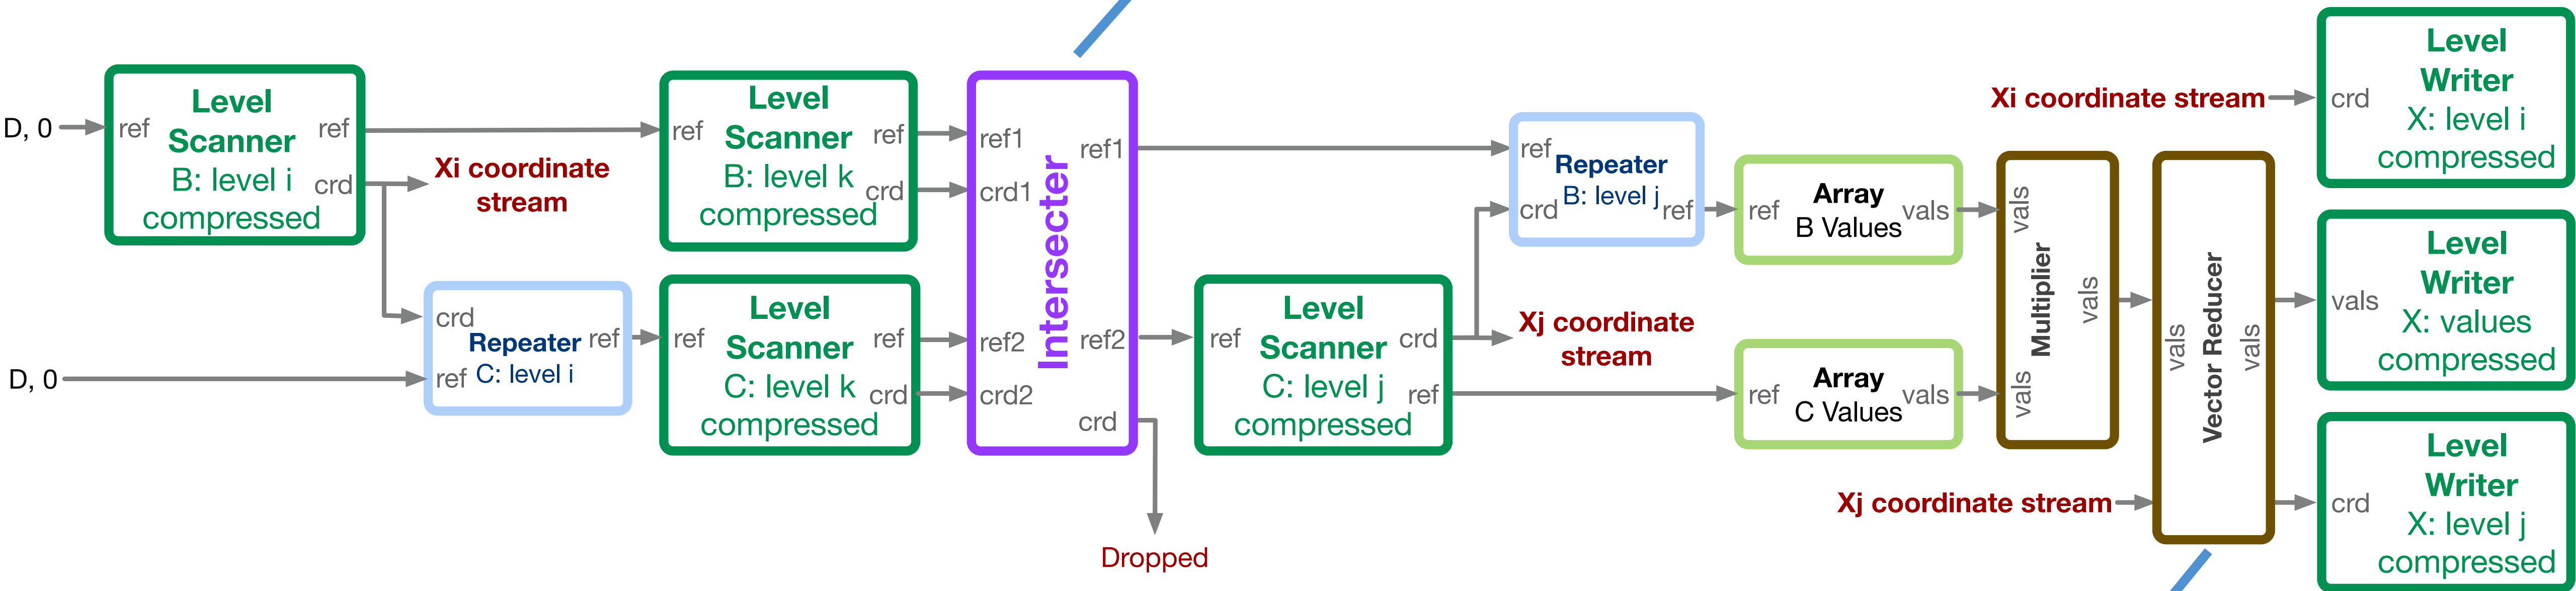 D, 0
ref
Level
Scanner
B: level i
compressed
ref
crd
Xi coordinate
stream
D, 0
crd
ref
Repeater
C: level i
ref
ref
Level
Scanner
B: level k
compressed
ref
crd
ref
Level
Scanner
C: level k
compressed
ref
crd
ref1
crd1
ref2
crd2
Intersecter
ref1
ref2
crd
Dropped
ref
Level
Scanner
C: level j
compressed
crd
ref
Xj coordinate
stream
ref
crd
Repeater
B: level j
ref
ref
Array
B Values
vals
ref
Array
C Values
vals
vals
vals
Multiplier
vals
Xj coordinate stream
vals
Vector Reducer
vals
Xi coordinate stream
crd
Level
Writer
X: level i
compressed
vals
Level
Writer
X: values
compressed
crd
Level
Writer
X: level j
compressed